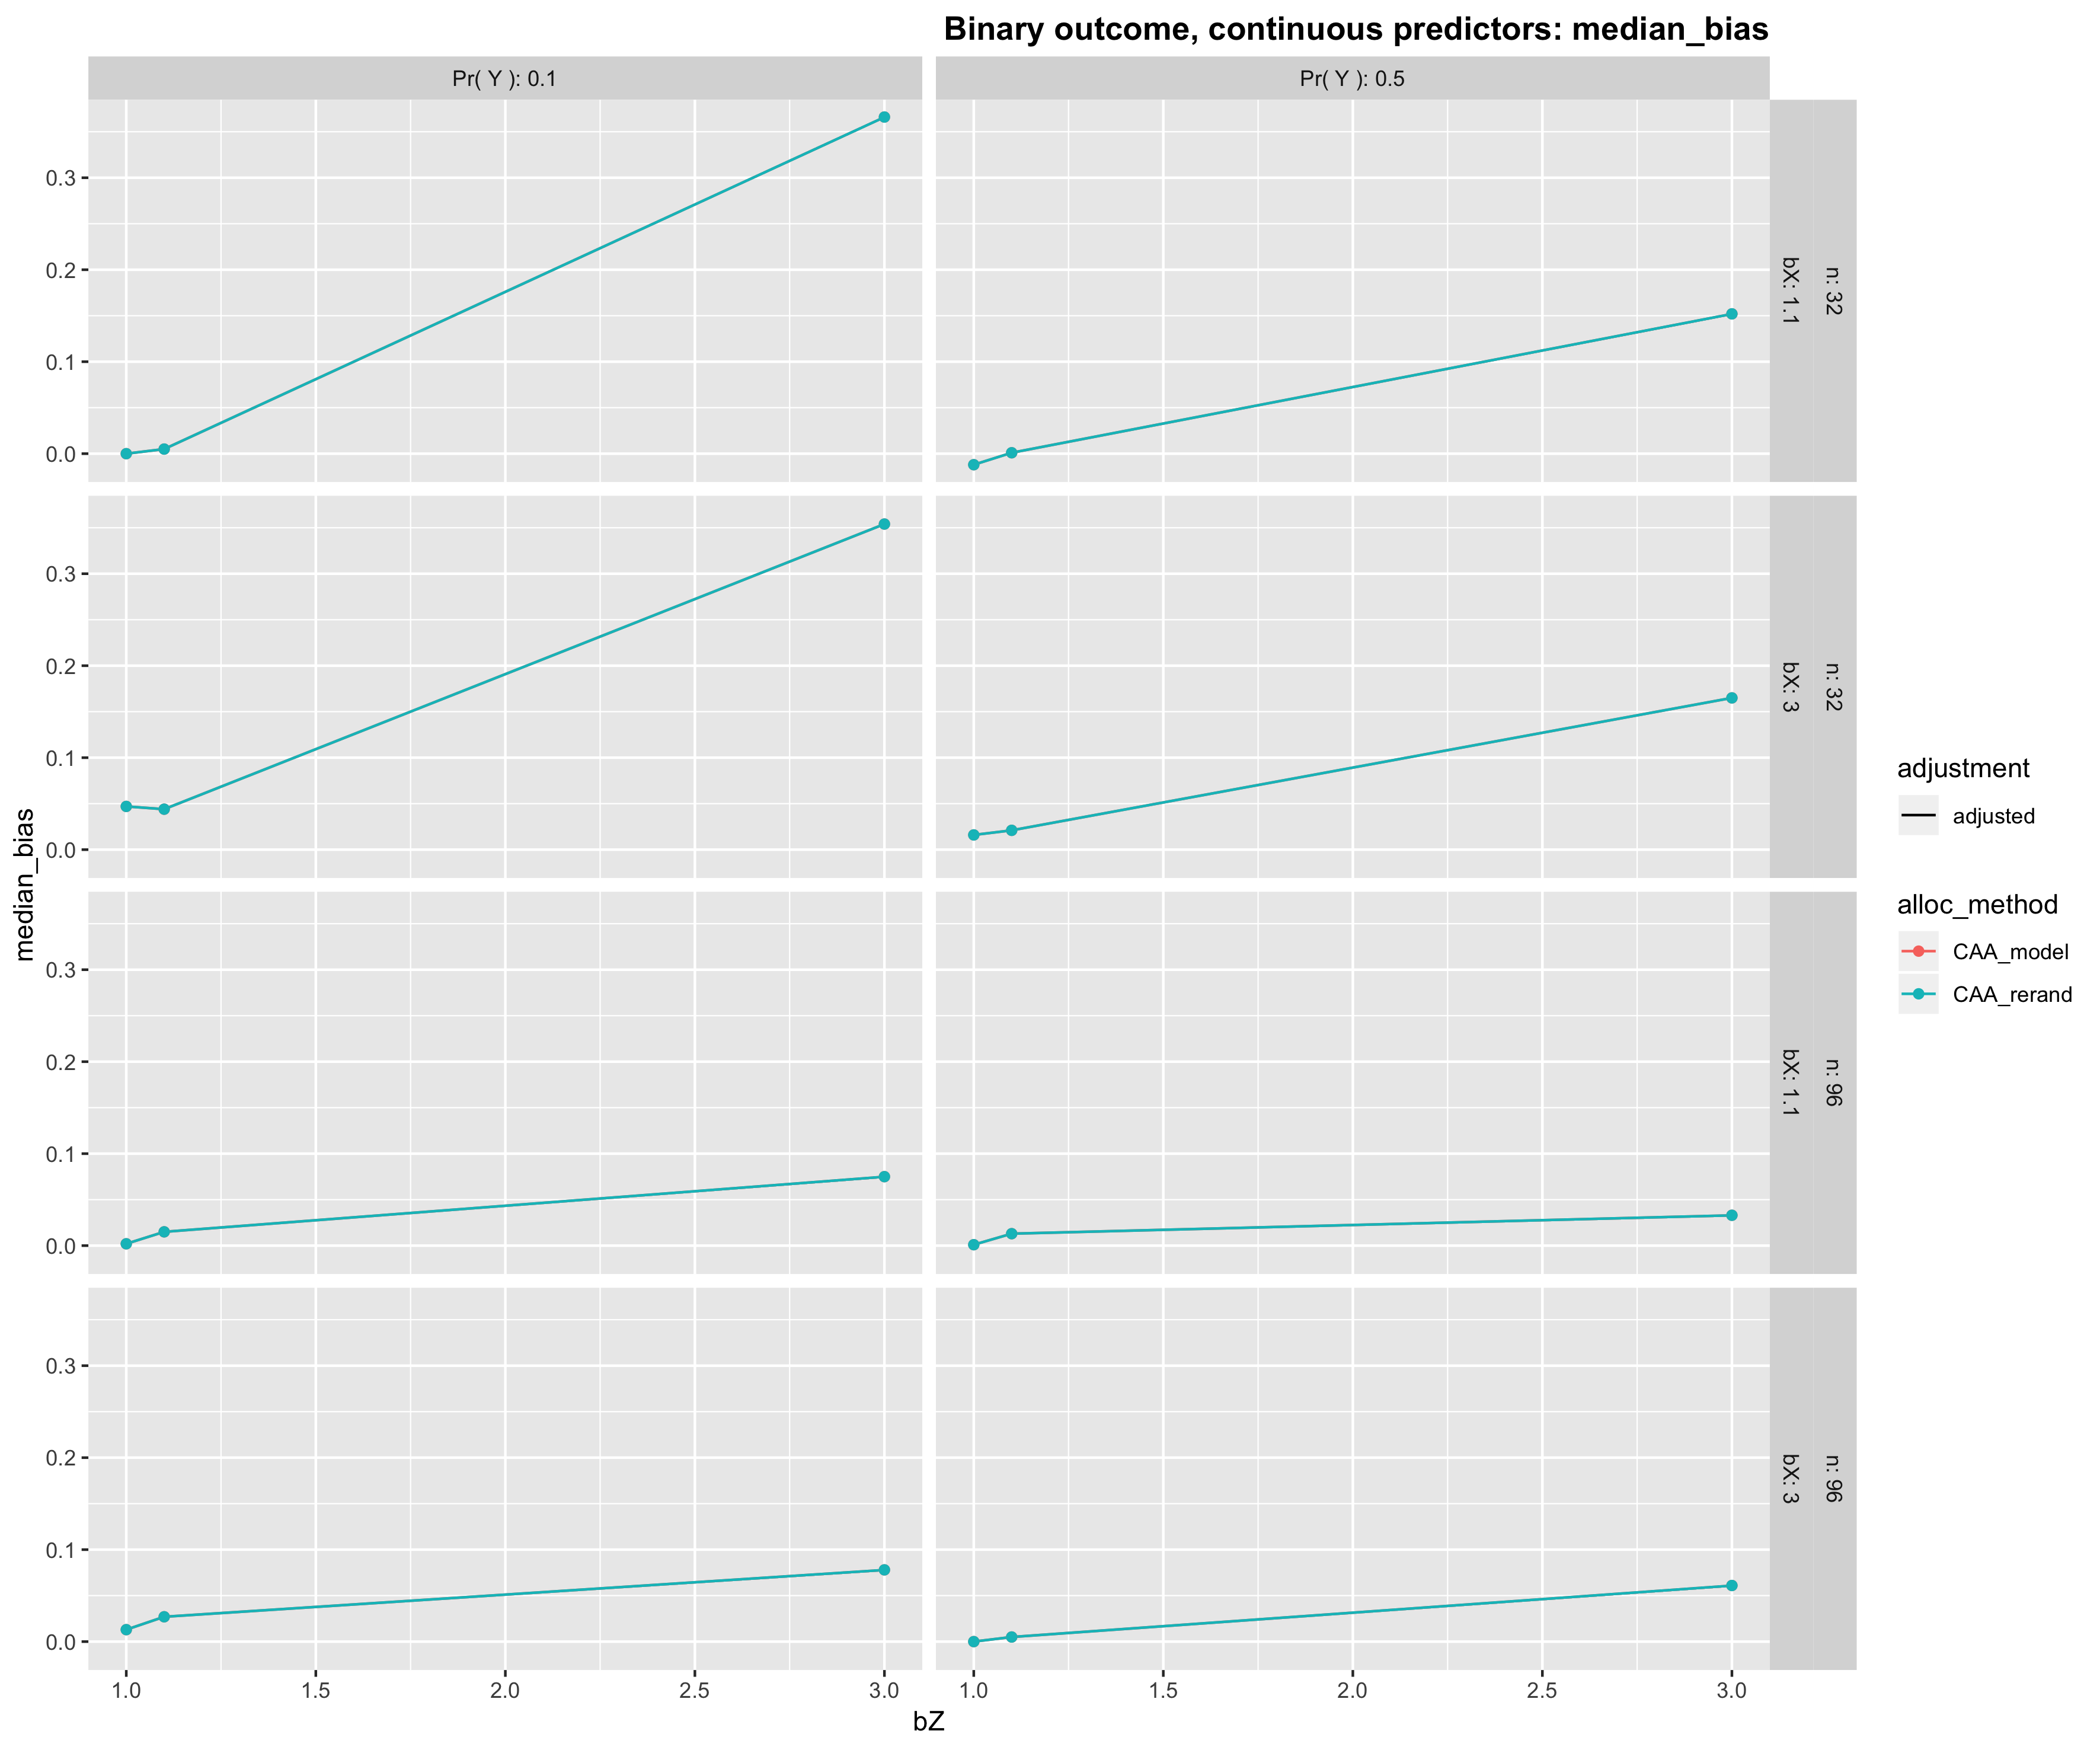 Binary outcome, continuous predictors: median_bias
Pr( Y ): 0.1
Pr( Y ): 0.5
0.3
0.2
0.1
0.0
bX: 1.1
n: 32
0.3
0.2
0.1
0.0
bX: 3
n: 32
0.3
0.2
0.1
0.0
bX: 1.1
n: 96
0.3
0.2
0.1
0.0
bX: 3
n: 96
median_bias
1.0 1.5 2.0 2.5 3.0
1.0 1.5 2.0 2.5 3.0
bZ
adjustment
adjusted
alloc_method
CAA_model
CAA_rerand